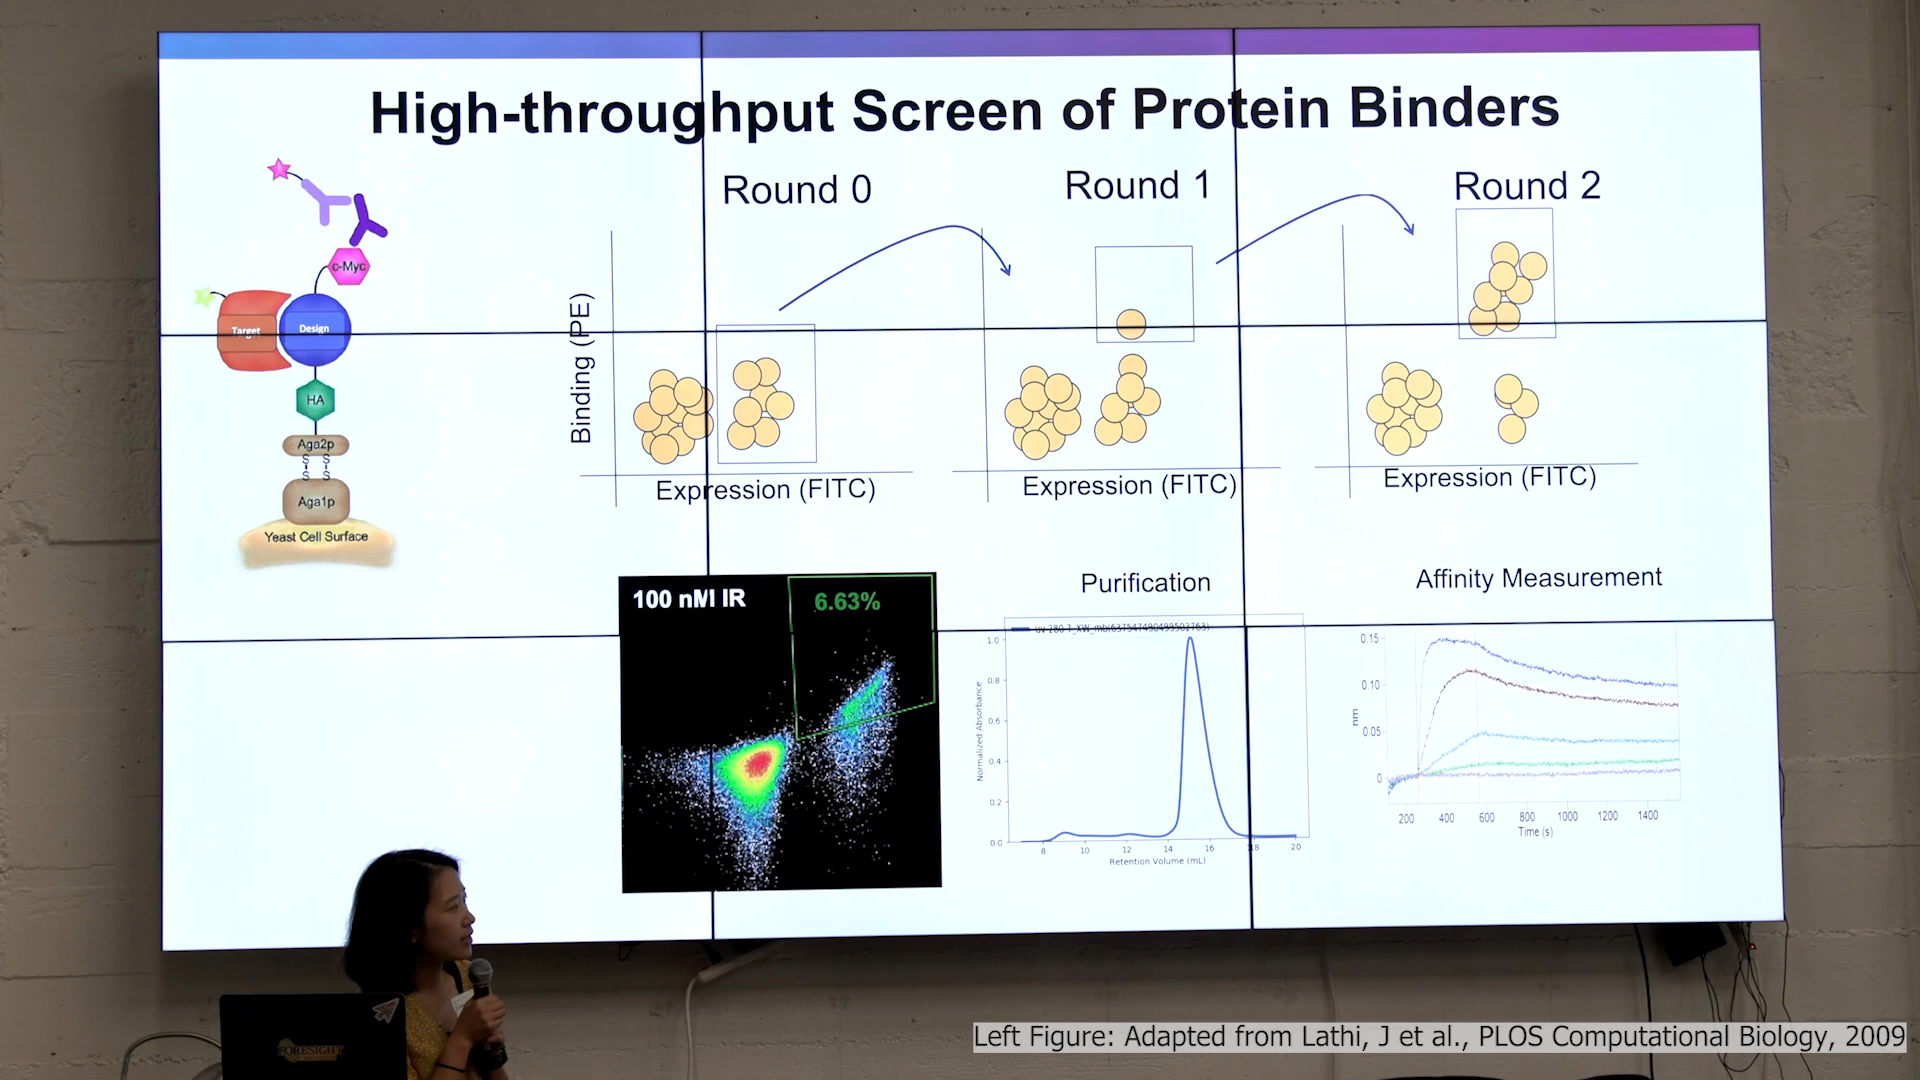 High-throughput Screen of Protein Binders
Round 0
Round 1
Round 2
c-Myc
Target
Design
HA
Aga2p
S S
S S
Aga1p
Yeast Cell Surface
Binding (PE)
Expression (FITC)
Expression (FITC)
Expression (FITC)
100 nM IR
6.63%
Purification
1.0
0.8
0.6
0.4
0.2
0.0
Normalized Absorbance
8 10 12 14 16 18 20
Retention Volume (mL)
Affinity Measurement
0.15
0.10
0.05
0
nm
200 400 600 800 1000 1200 1400
Time (s)
FORESIGHT
Left Figure: Adapted from Lathi, J et al., PLOS Computational Biology, 2009